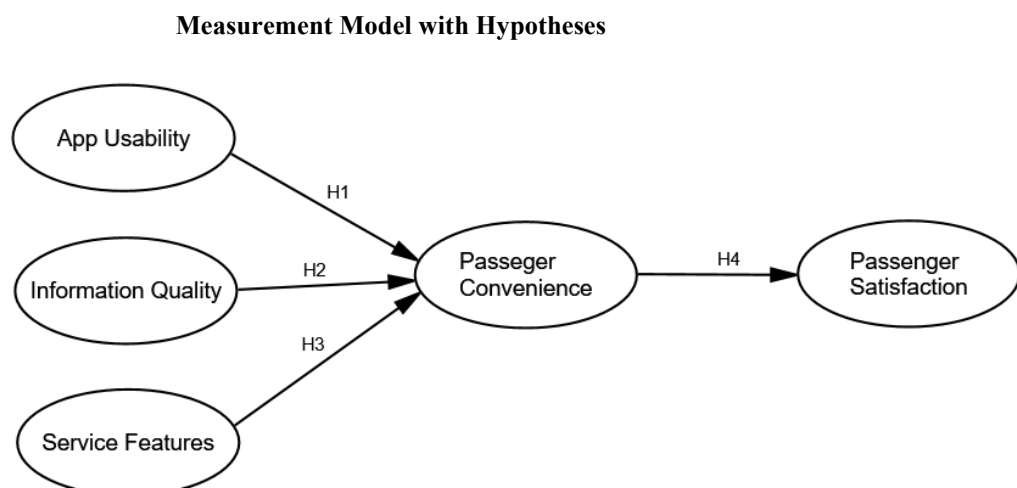 Measurement Model with Hypotheses
App Usability
H1
Information Quality
H2
Passeger
Convenience
H4
Passenger
Satisfaction
H3
Service Features